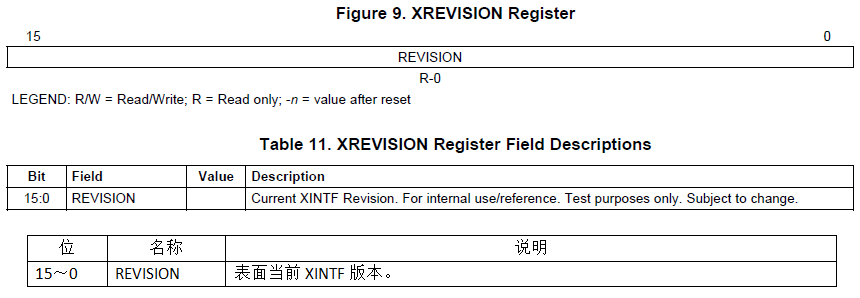 Figure 9. XREVISION Register
15 0
REVISION
R-0
LEGEND: R/W = Read/Write; R = Read only; -n = value after reset
Table 11. XREVISION Register Field Descriptions
Bit Field Value Description
15:0 REVISION Current XINTF Revision. For internal use/reference. Test purposes only. Subject to change.
位 名称 说明
15～0 REVISION 表面当前 XINTF 版本。